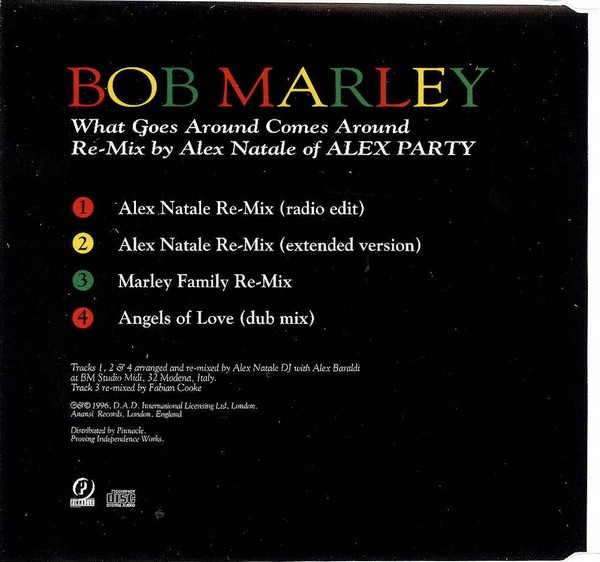 BOB MARLEY
What Goes Around Comes Around
Re-Mix by Alex Natale of ALEX PARTY
1 Alex Natale Re-Mix (radio edit)
2 Alex Natale Re-Mix (extended version)
3 Marley Family Re-Mix
4 Angels of Love (dub mix)
Tracks 1, 2 & 4 arranged and re-mixed by Alex Natale DJ with Alex Baraldi
at BM Studio Midi, 32 Modena, Italy.
Track 3 re-mixed by Fabian Cooke
℗&© 1996, D.A.D. International Licensing Ltd, London.
Anansi Records, London, England
Distributed by Pinnacle.
Proving Independence Works.
P
PINNACLE
COMPACT
disc
DIGITAL AUDIO